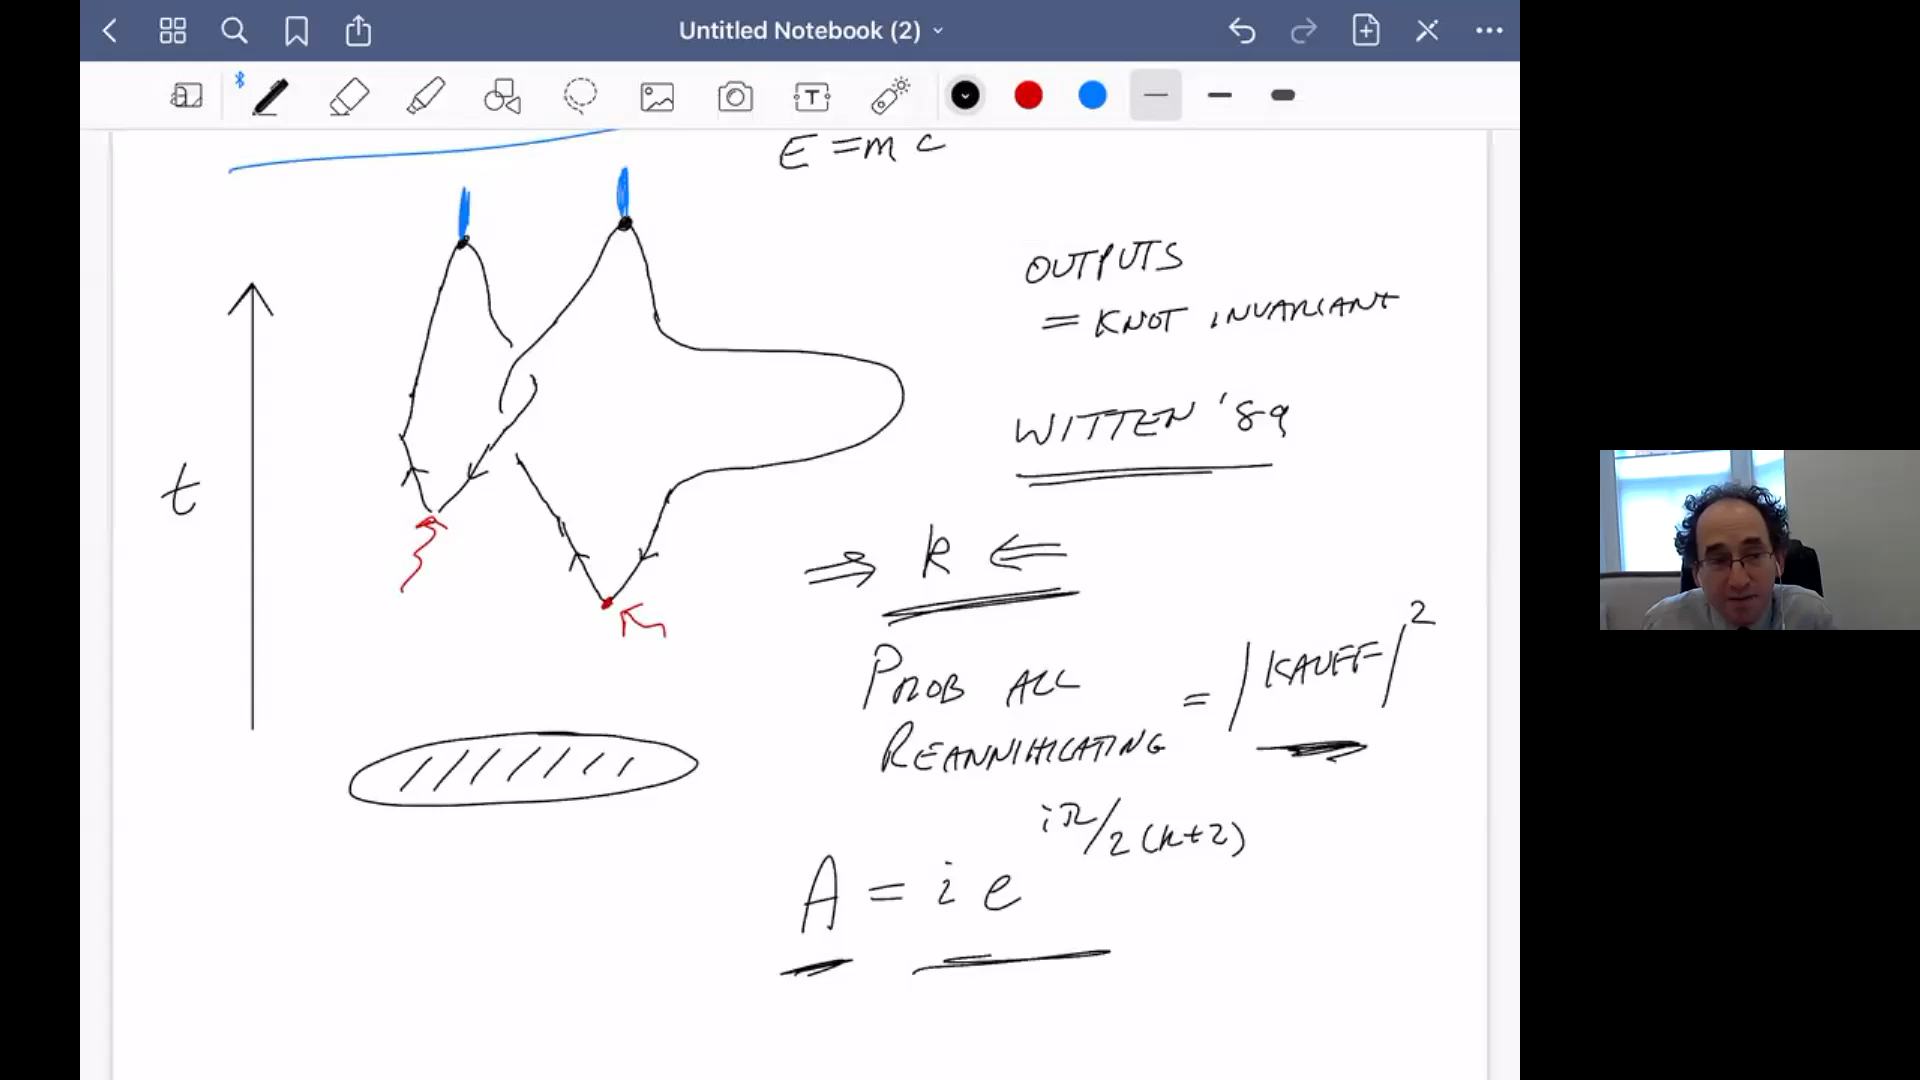 Untitled Notebook (2)
T
E = m c
OUTPUTS
= KNOT INVARIANT
WITTEN '89
t
⇒ k ⇐
PROB ALL
REANNIHILATING = |KAUFF|²
A = i e^{iπ/2(k+2)}